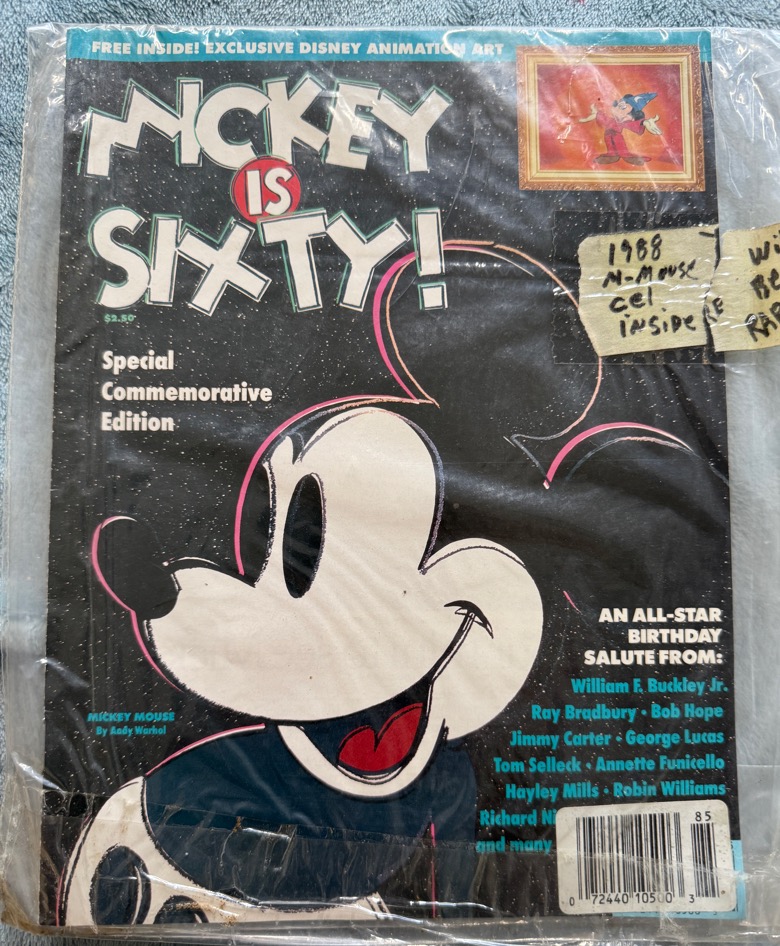 FREE INSIDE! EXCLUSIVE DISNEY ANIMATION ART
MICKEY
IS
SIXTY!
$2.50
1988
M-MOUSE
cel
INSIDE
Special
Commemorative
Edition
AN ALL-STAR
BIRTHDAY
SALUTE FROM:
William F. Buckley Jr.
Ray Bradbury • Bob Hope
Jimmy Carter • George Lucas
Tom Selleck • Annette Funicello
Hayley Mills • Robin Williams
Richard Ni
and many
MICKEY MOUSE
By Andy Warhol
85
0 72440 10500 3